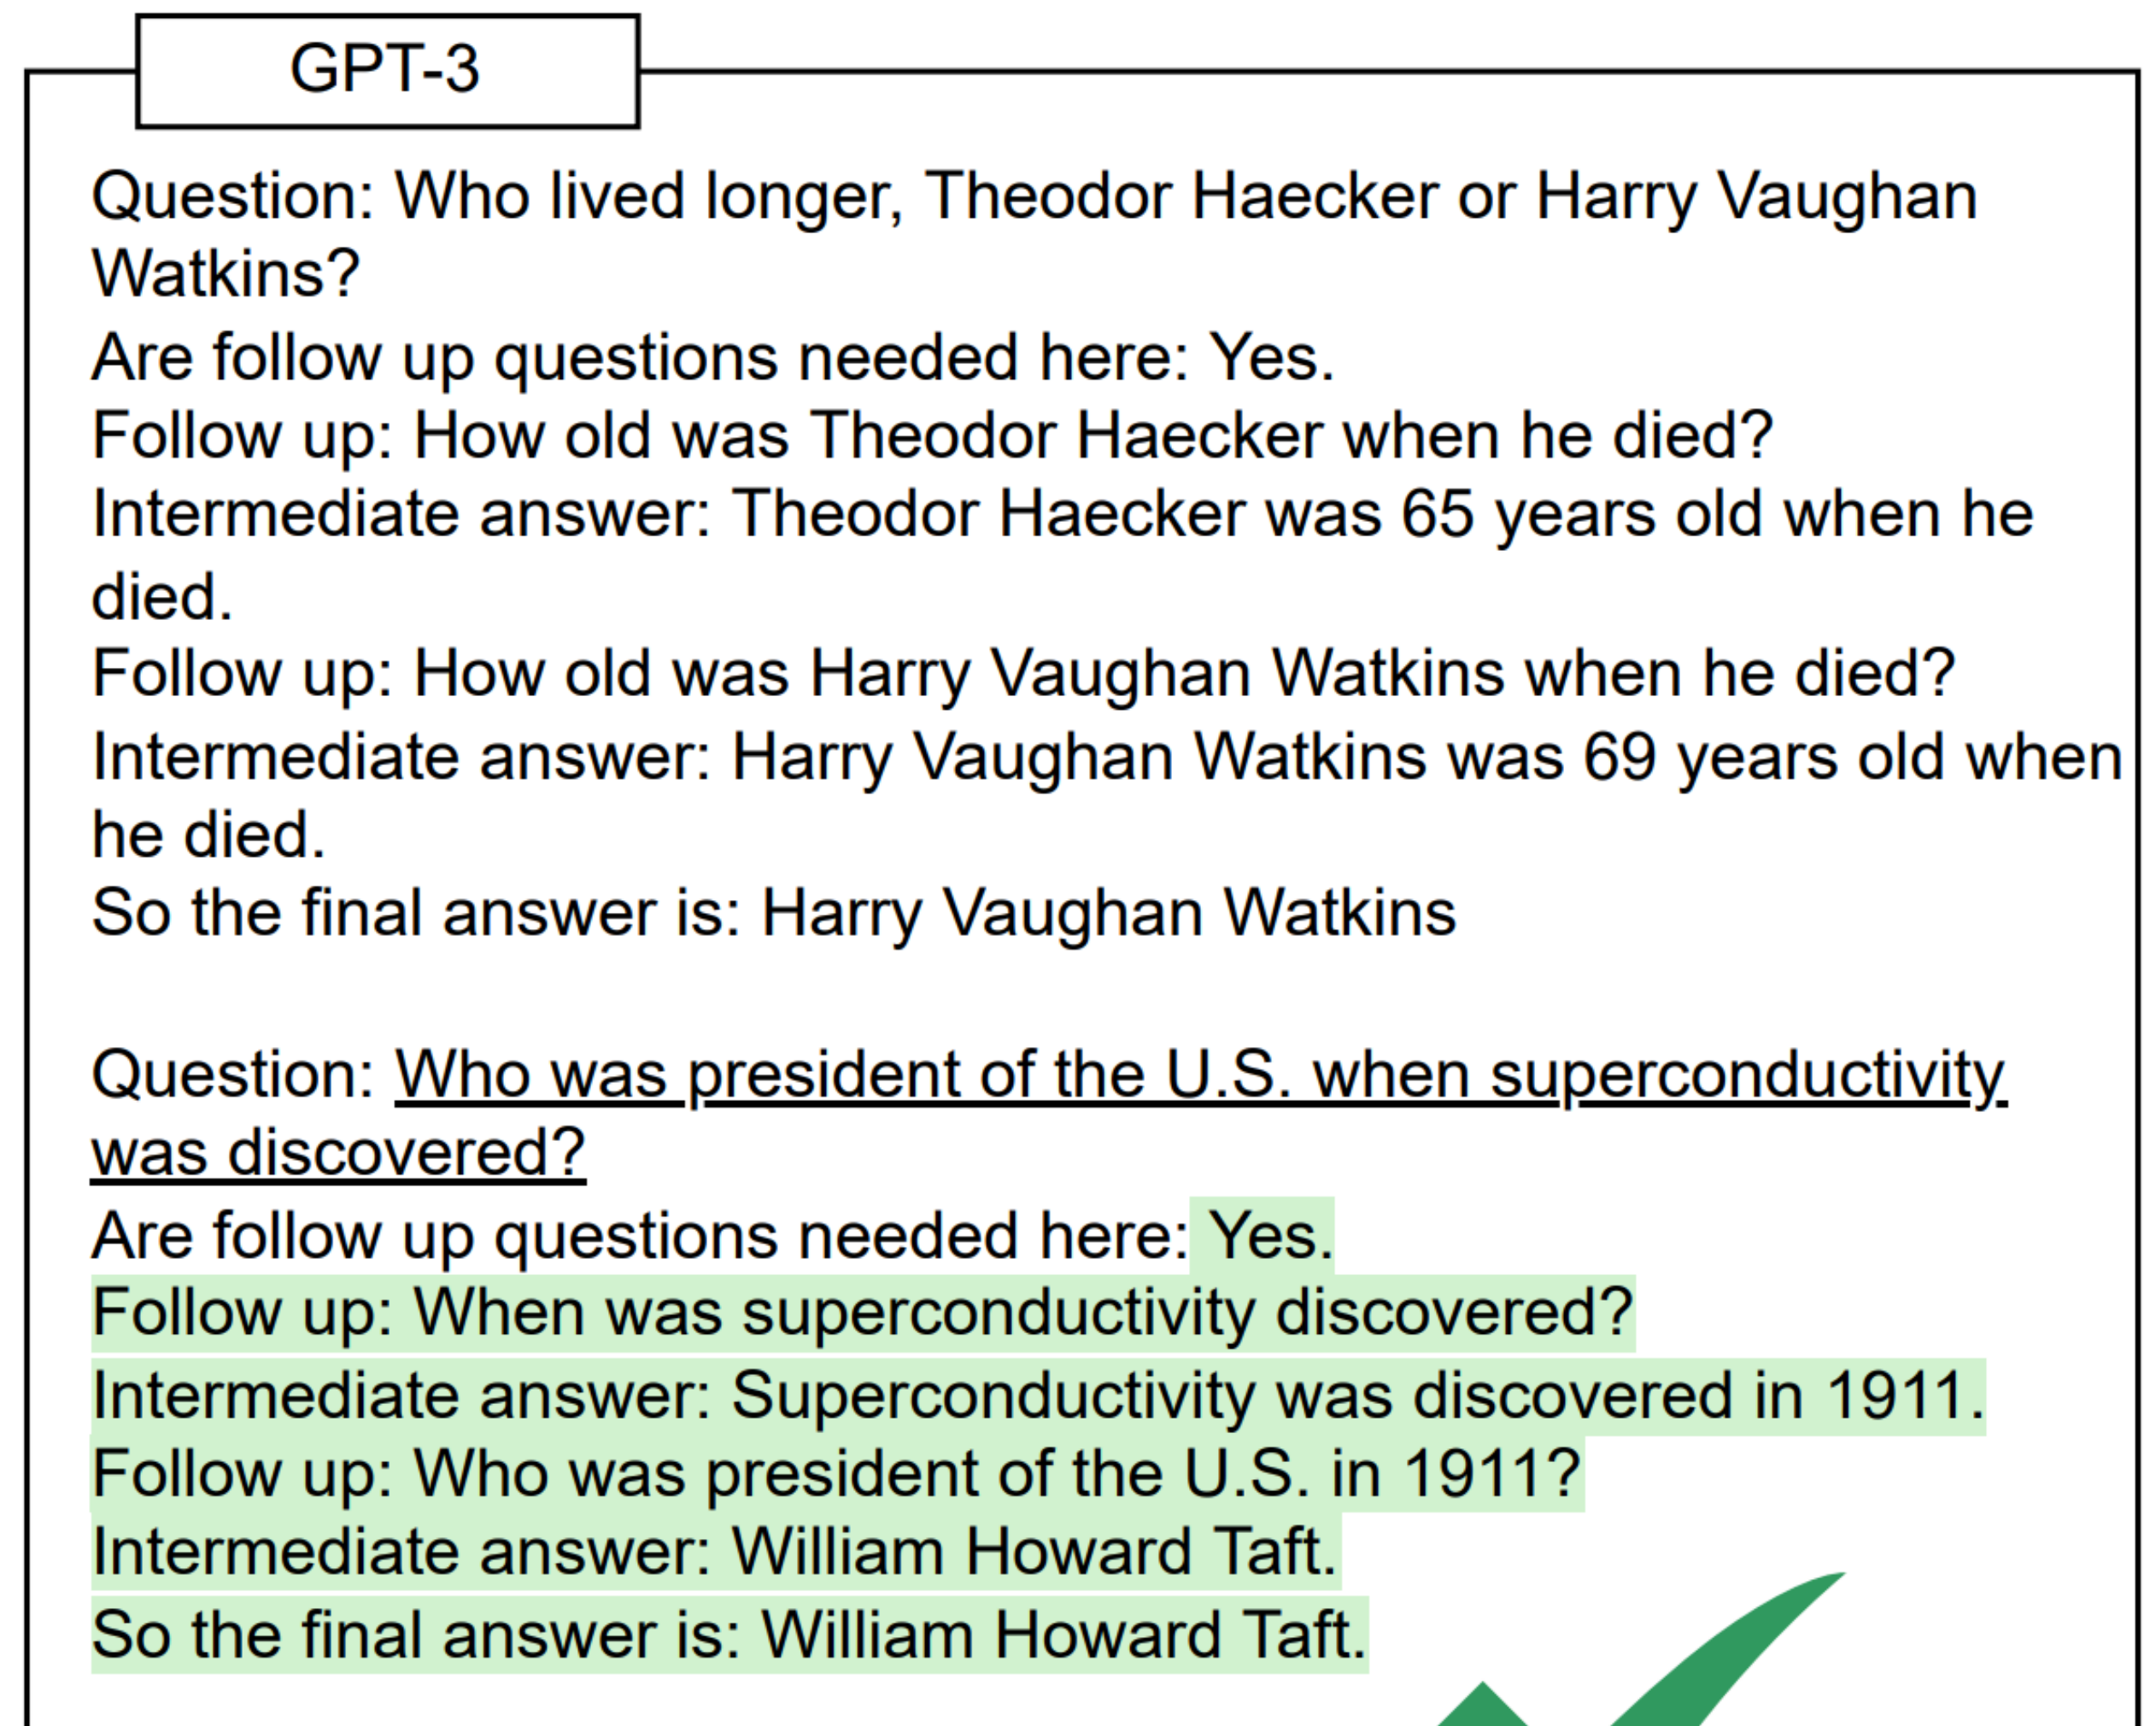 GPT-3
Question: Who lived longer, Theodor Haecker or Harry Vaughan
Watkins?
Are follow up questions needed here: Yes.
Follow up: How old was Theodor Haecker when he died?
Intermediate answer: Theodor Haecker was 65 years old when he
died.
Follow up: How old was Harry Vaughan Watkins when he died?
Intermediate answer: Harry Vaughan Watkins was 69 years old when
he died.
So the final answer is: Harry Vaughan Watkins
Question: Who was president of the U.S. when superconductivity
was discovered?
Are follow up questions needed here: Yes.
Follow up: When was superconductivity discovered?
Intermediate answer: Superconductivity was discovered in 1911.
Follow up: Who was president of the U.S. in 1911?
Intermediate answer: William Howard Taft.
So the final answer is: William Howard Taft.